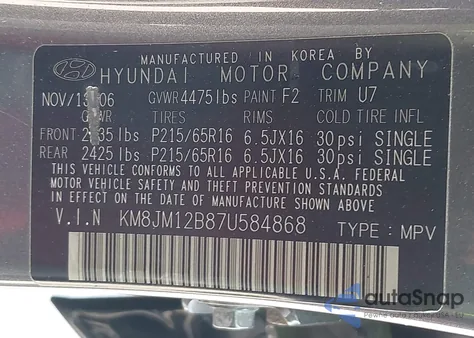 MANUFACTURED IN KOREA BY
HYUNDAI MOTOR COMPANY
GVWR 4475 lbs PAINT F2 TRIM U7
TIRES RIMS COLD TIRE INFL
FRONT P215/65R16 6.5JX16 30psi SINGLE
REAR 2425 lbs P215/65R16 6.5JX16 30psi SINGLE
THIS VEHICLE CONFORMS TO ALL APPLICABLE U.S.A. FEDERAL
MOTOR VEHICLE SAFETY AND THEFT PREVENTION STANDARDS
IN EFFECT ON THE DATE OF MANUFACTURE SHOWN ABOVE.
V.I.N KM8JM12B87U584868 TYPE: MPV
autoSnap